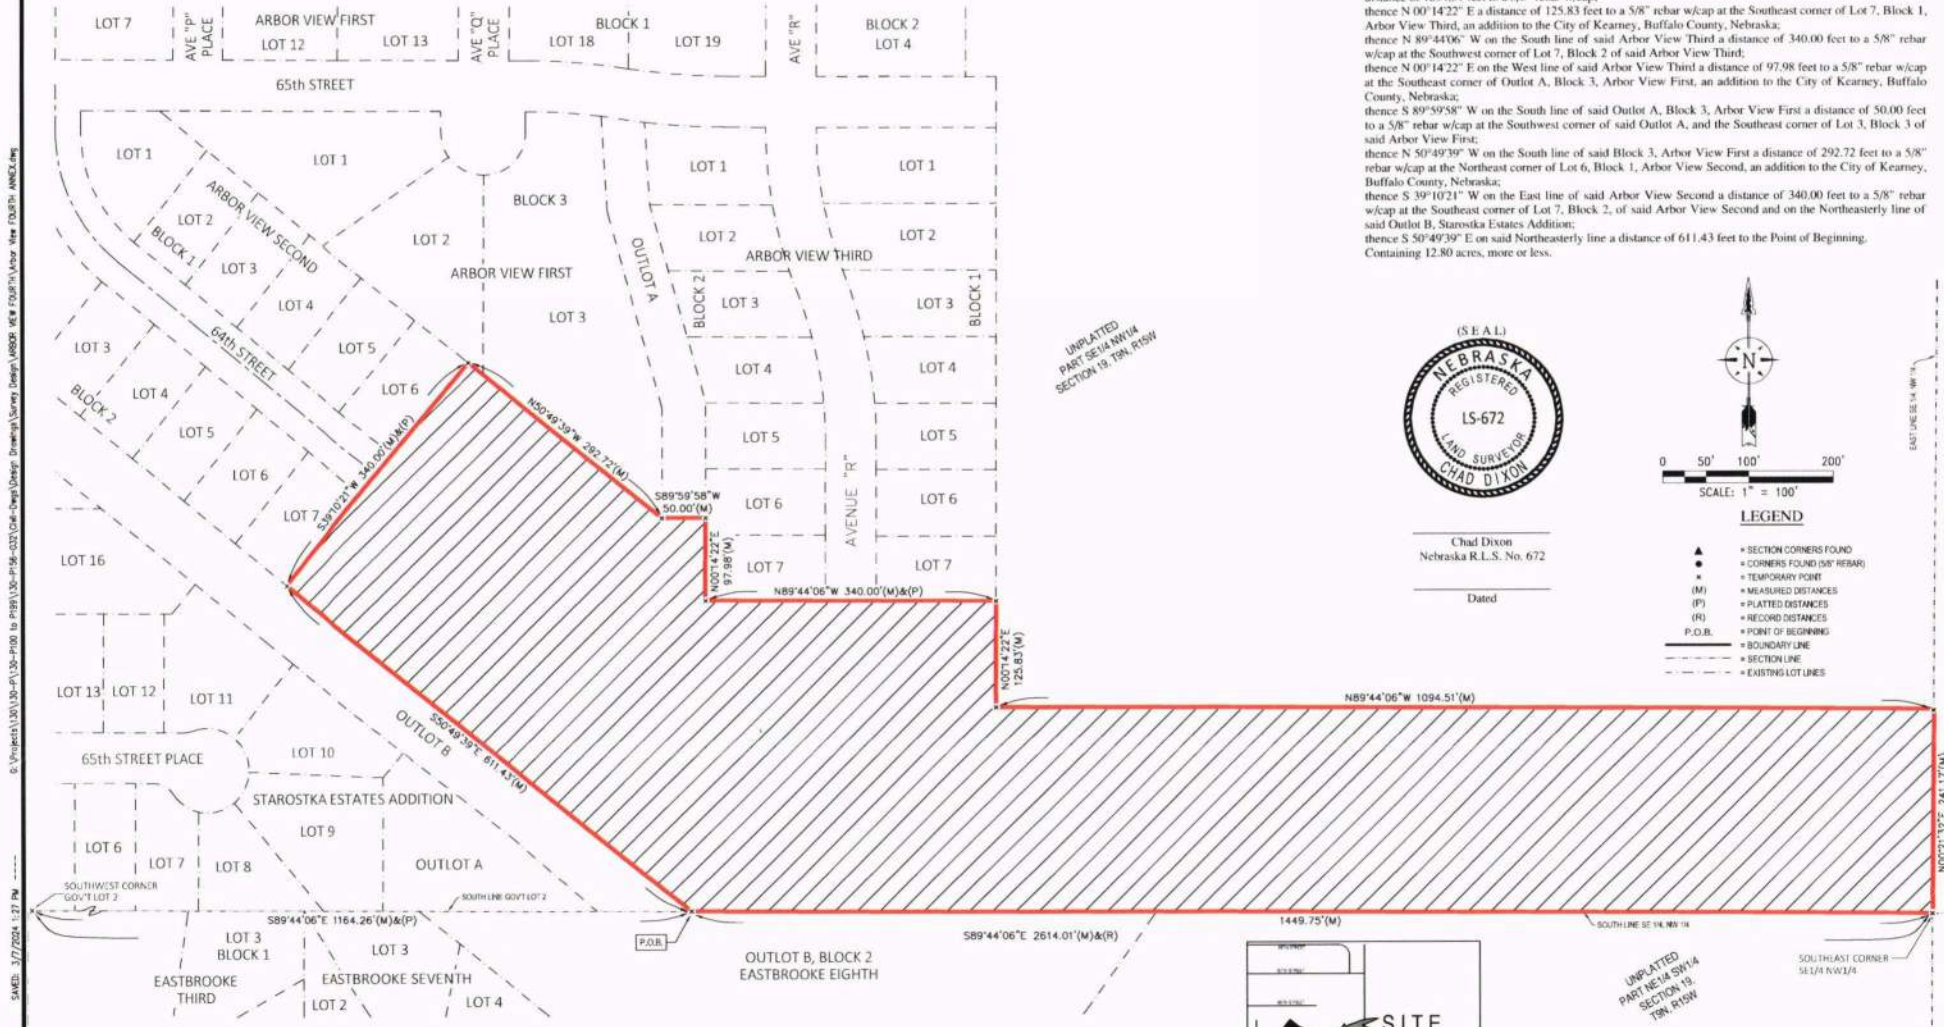 thence N 00°14'22" E a distance of 125.83 feet to a 5/8" rebar w/cap at the Southeast corner of Lot 7, Block 1,
Arbor View Third, an addition to the City of Kearney, Buffalo County, Nebraska;
thence N 89°44'06" W on the South line of said Arbor View Third a distance of 340.00 feet to a 5/8" rebar
w/cap at the Southwest corner of Lot 7, Block 2 of said Arbor View Third;
thence N 00°14'22" E on the West line of said Arbor View Third a distance of 97.98 feet to a 5/8" rebar w/cap
at the Southeast corner of Outlot A, Block 3, Arbor View First, an addition to the City of Kearney, Buffalo
County, Nebraska;
thence S 89°59'58" W on the South line of said Outlot A, Block 3, Arbor View First a distance of 50.00 feet
to a 5/8" rebar w/cap at the Southwest corner of said Outlot A, and the Southeast corner of Lot 3, Block 3 of
said Arbor View First;
thence N 50°49'39" W on the South line of said Block 3, Arbor View First a distance of 292.72 feet to a 5/8"
rebar w/cap at the Northeast corner of Lot 6, Block 1, Arbor View Second, an addition to the City of Kearney,
Buffalo County, Nebraska;
thence S 39°10'21" W on the East line of said Arbor View Second a distance of 340.00 feet to a 5/8" rebar
w/cap at the Southeast corner of Lot 7, Block 2, of said Arbor View Second and on the Northeasterly line of
said Outlot B, Starostka Estates Addition;
thence S 50°49'39" E on said Northeasterly line a distance of 611.43 feet to the Point of Beginning.
Containing 12.80 acres, more or less.
LOT 7
AVE "P"
PLACE
ARBOR VIEW FIRST
LOT 12
LOT 13
AVE "Q"
PLACE
BLOCK 1
LOT 18
LOT 19
AVE "R"
BLOCK 2
LOT 4
65th STREET
LOT 1
LOT 1
LOT 2
BLOCK 1
ARBOR VIEW SECOND
LOT 3
LOT 4
LOT 5
LOT 6
64th STREET
LOT 3
LOT 4
BLOCK 2
LOT 5
LOT 6
LOT 7
BLOCK 3
LOT 2
ARBOR VIEW FIRST
LOT 3
OUTLOT A
LOT 1
LOT 2
BLOCK 2
LOT 3
LOT 4
LOT 5
LOT 6
LOT 7
ARBOR VIEW THIRD
AVENUE "R"
LOT 1
LOT 2
LOT 3
BLOCK 1
LOT 4
LOT 5
LOT 6
LOT 7
UNPLATTED
PART SE1/4 NW1/4
SECTION 19, T9N, R15W
S39°10'21"W 340.00'(M)&(P)
N50°49'39"W 292.72'(M)
S89°59'58"W
50.00'(M)
N00°14'22"E
97.98'(M)
N89°44'06"W 340.00'(M)&(P)
N00°14'22"E
125.83'(M)
N89°44'06"W 1094.51'(M)
N00°21'32"E 241.17'(M)
S50°49'39"E 611.43'(M)
(SEAL)
NEBRASKA
REGISTERED
LS-672
LAND SURVEYOR
CHAD DIXON
Chad Dixon
Nebraska R.L.S. No. 672
Dated
N
0 50' 100' 200'
SCALE: 1" = 100'
LEGEND
= SECTION CORNERS FOUND
= CORNERS FOUND (5/8" REBAR)
x = TEMPORARY POINT
(M) = MEASURED DISTANCES
(P) = PLATTED DISTANCES
(R) = RECORD DISTANCES
P.O.B. = POINT OF BEGINNING
= BOUNDARY LINE
= SECTION LINE
= EXISTING LOT LINES
EAST LINE SE 1/4, NW 1/4
LOT 16
LOT 13
LOT 12
LOT 11
65th STREET PLACE
LOT 10
OUTLOT B
STAROSTKA ESTATES ADDITION
LOT 9
OUTLOT A
LOT 6
LOT 7
LOT 8
SOUTHWEST CORNER
GOV'T LOT 2
SOUTH LINE GOV'T LOT 2
S89°44'06"E 1164.26'(M)&(P)
P.O.B.
S89°44'06"E 2614.01'(M)&(R)
1449.75'(M)
SOUTH LINE SE 1/4, NW 1/4
SOUTHEAST CORNER
SE1/4 NW1/4
LOT 3
BLOCK 1
EASTBROOKE
THIRD
LOT 3
EASTBROOKE SEVENTH
LOT 2
LOT 4
OUTLOT B, BLOCK 2
EASTBROOKE EIGHTH
UNPLATTED
PART NE1/4 SW1/4
SECTION 19,
T9N, R15W
SITE
SAVED: 3/7/2024 1:27 PM